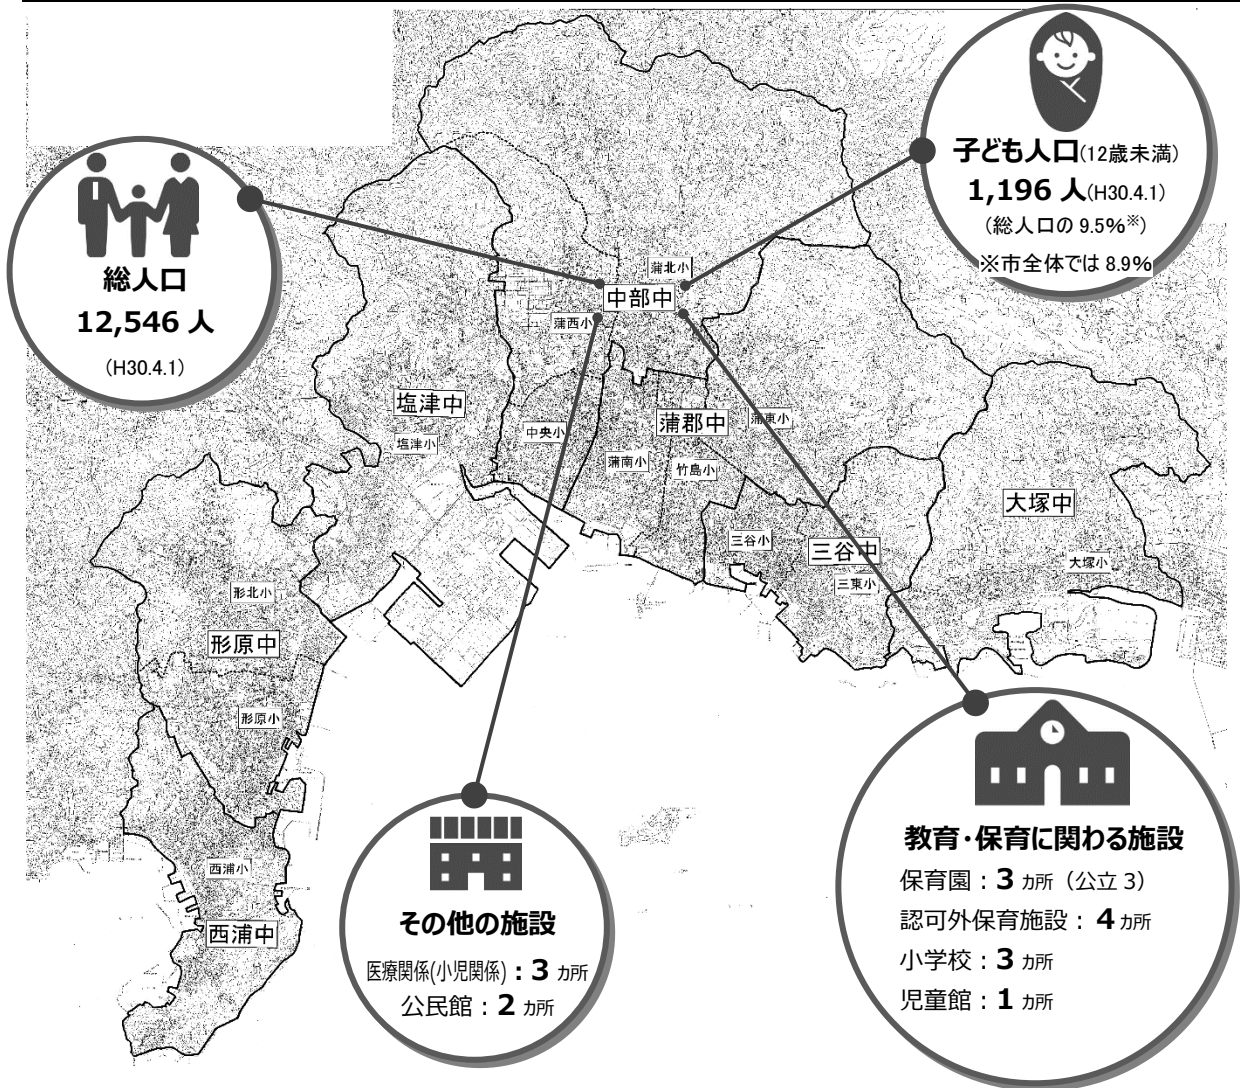 総人口
12,546 人
(H30.4.1)
子ども人口(12歳未満)
1,196 人(H30.4.1)
(総人口の 9.5%※)
※市全体では 8.9%
蒲北小
中部中
蒲西小
塩津中
塩津小
中央小
蒲郡中
蒲東小
蒲南小
竹島小
大塚中
大塚小
三谷小
三谷中
三東小
形北小
形原中
形原小
西浦小
西浦中
その他の施設
医療関係(小児関係)：3 カ所
公民館：2 カ所
教育・保育に関わる施設
保育園：3 カ所（公立 3）
認可外保育施設：4 カ所
小学校：3 カ所
児童館：1 カ所